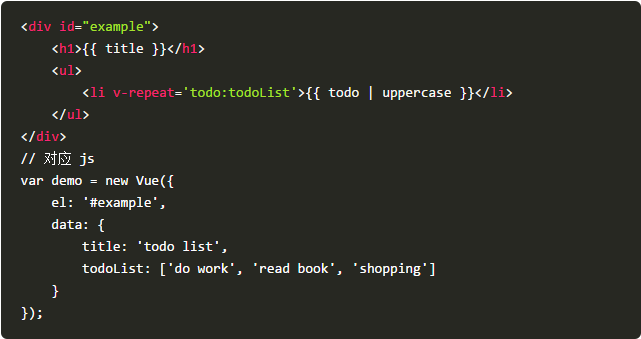 <div id="example">
    <h1>{{ title }}</h1>
    <ul>
        <li v-repeat='todo:todoList'>{{ todo | uppercase }}</li>
    </ul>
</div>
// 对应 js
var demo = new Vue({
    el: '#example',
    data: {
        title: 'todo list',
        todoList: ['do work', 'read book', 'shopping']
    }
});